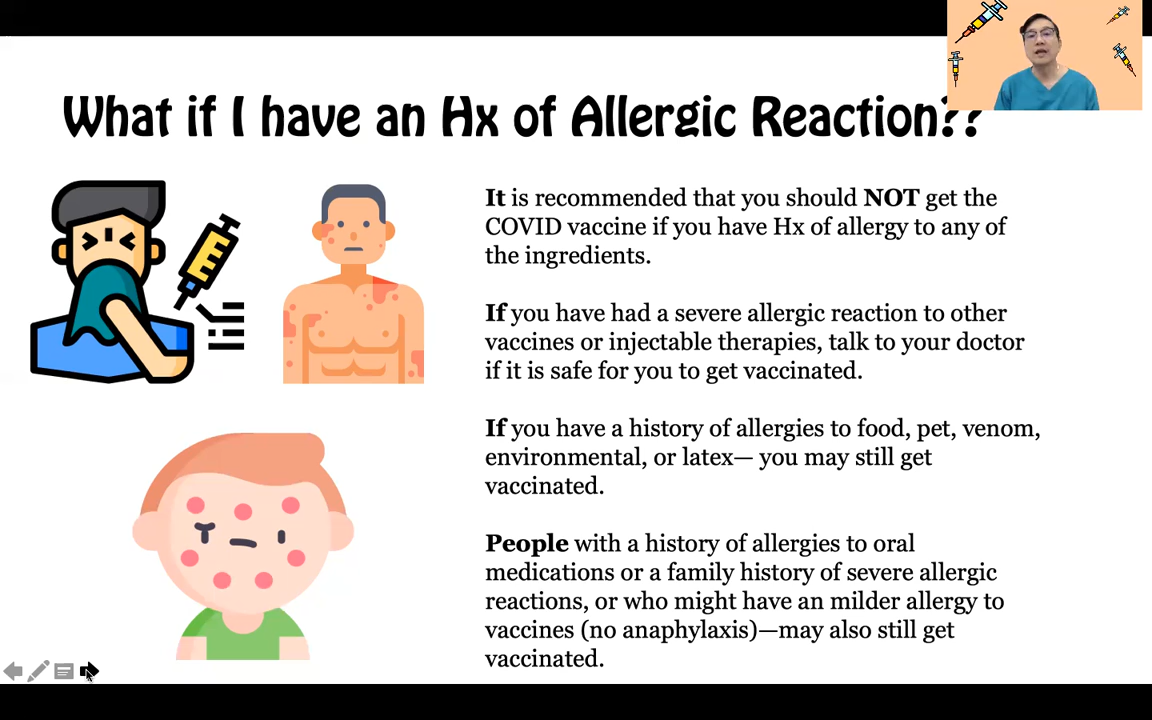 What if I have an Hx of Allergic Reaction??
It is recommended that you should NOT get the
COVID vaccine if you have Hx of allergy to any of
the ingredients.
If you have had a severe allergic reaction to other
vaccines or injectable therapies, talk to your doctor
if it is safe for you to get vaccinated.
If you have a history of allergies to food, pet, venom,
environmental, or latex— you may still get
vaccinated.
People with a history of allergies to oral
medications or a family history of severe allergic
reactions, or who might have an milder allergy to
vaccines (no anaphylaxis)—may also still get
vaccinated.